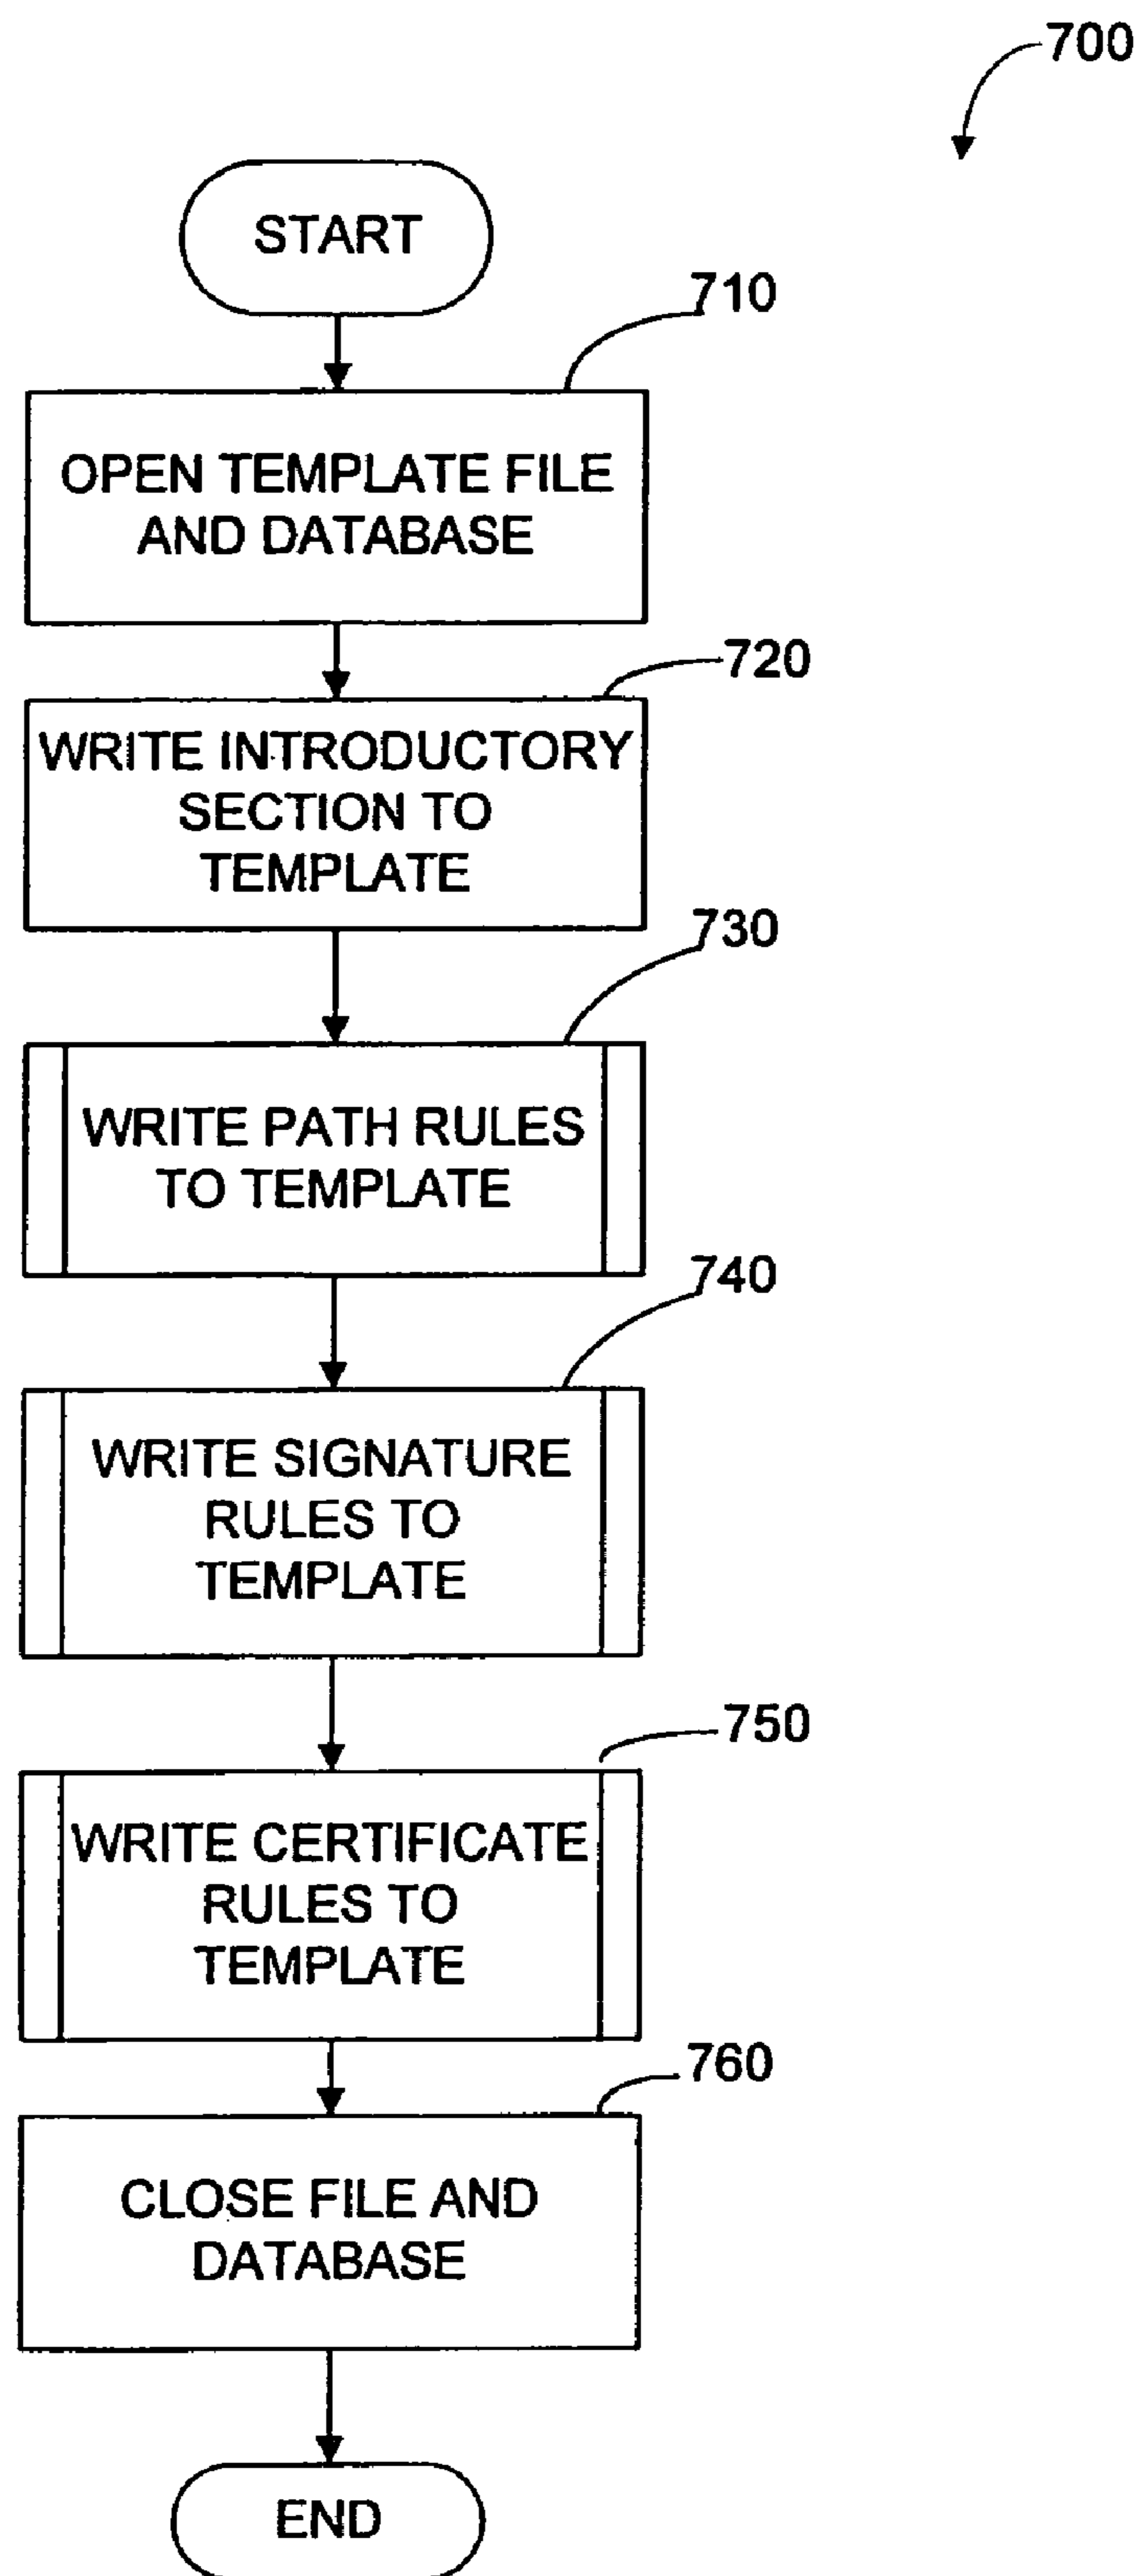 700
START
710
OPEN TEMPLATE FILE
AND DATABASE
720
WRITE INTRODUCTORY
SECTION TO
TEMPLATE
730
WRITE PATH RULES
TO TEMPLATE
740
WRITE SIGNATURE
RULES TO
TEMPLATE
750
WRITE CERTIFICATE
RULES TO
TEMPLATE
760
CLOSE FILE AND
DATABASE
END